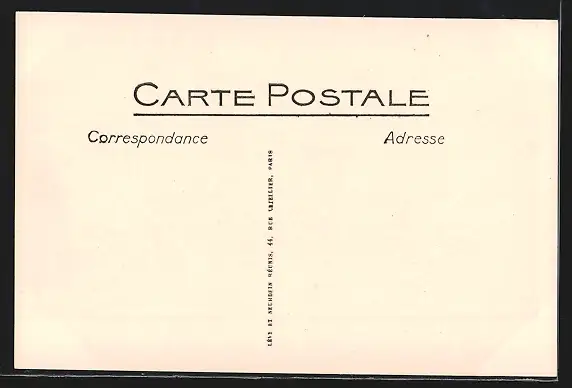 CARTE POSTALE
Correspondance
Adresse
LÉVY ET NEURDEIN RÉUNIS, 44, RUE LETELLIER, PARIS